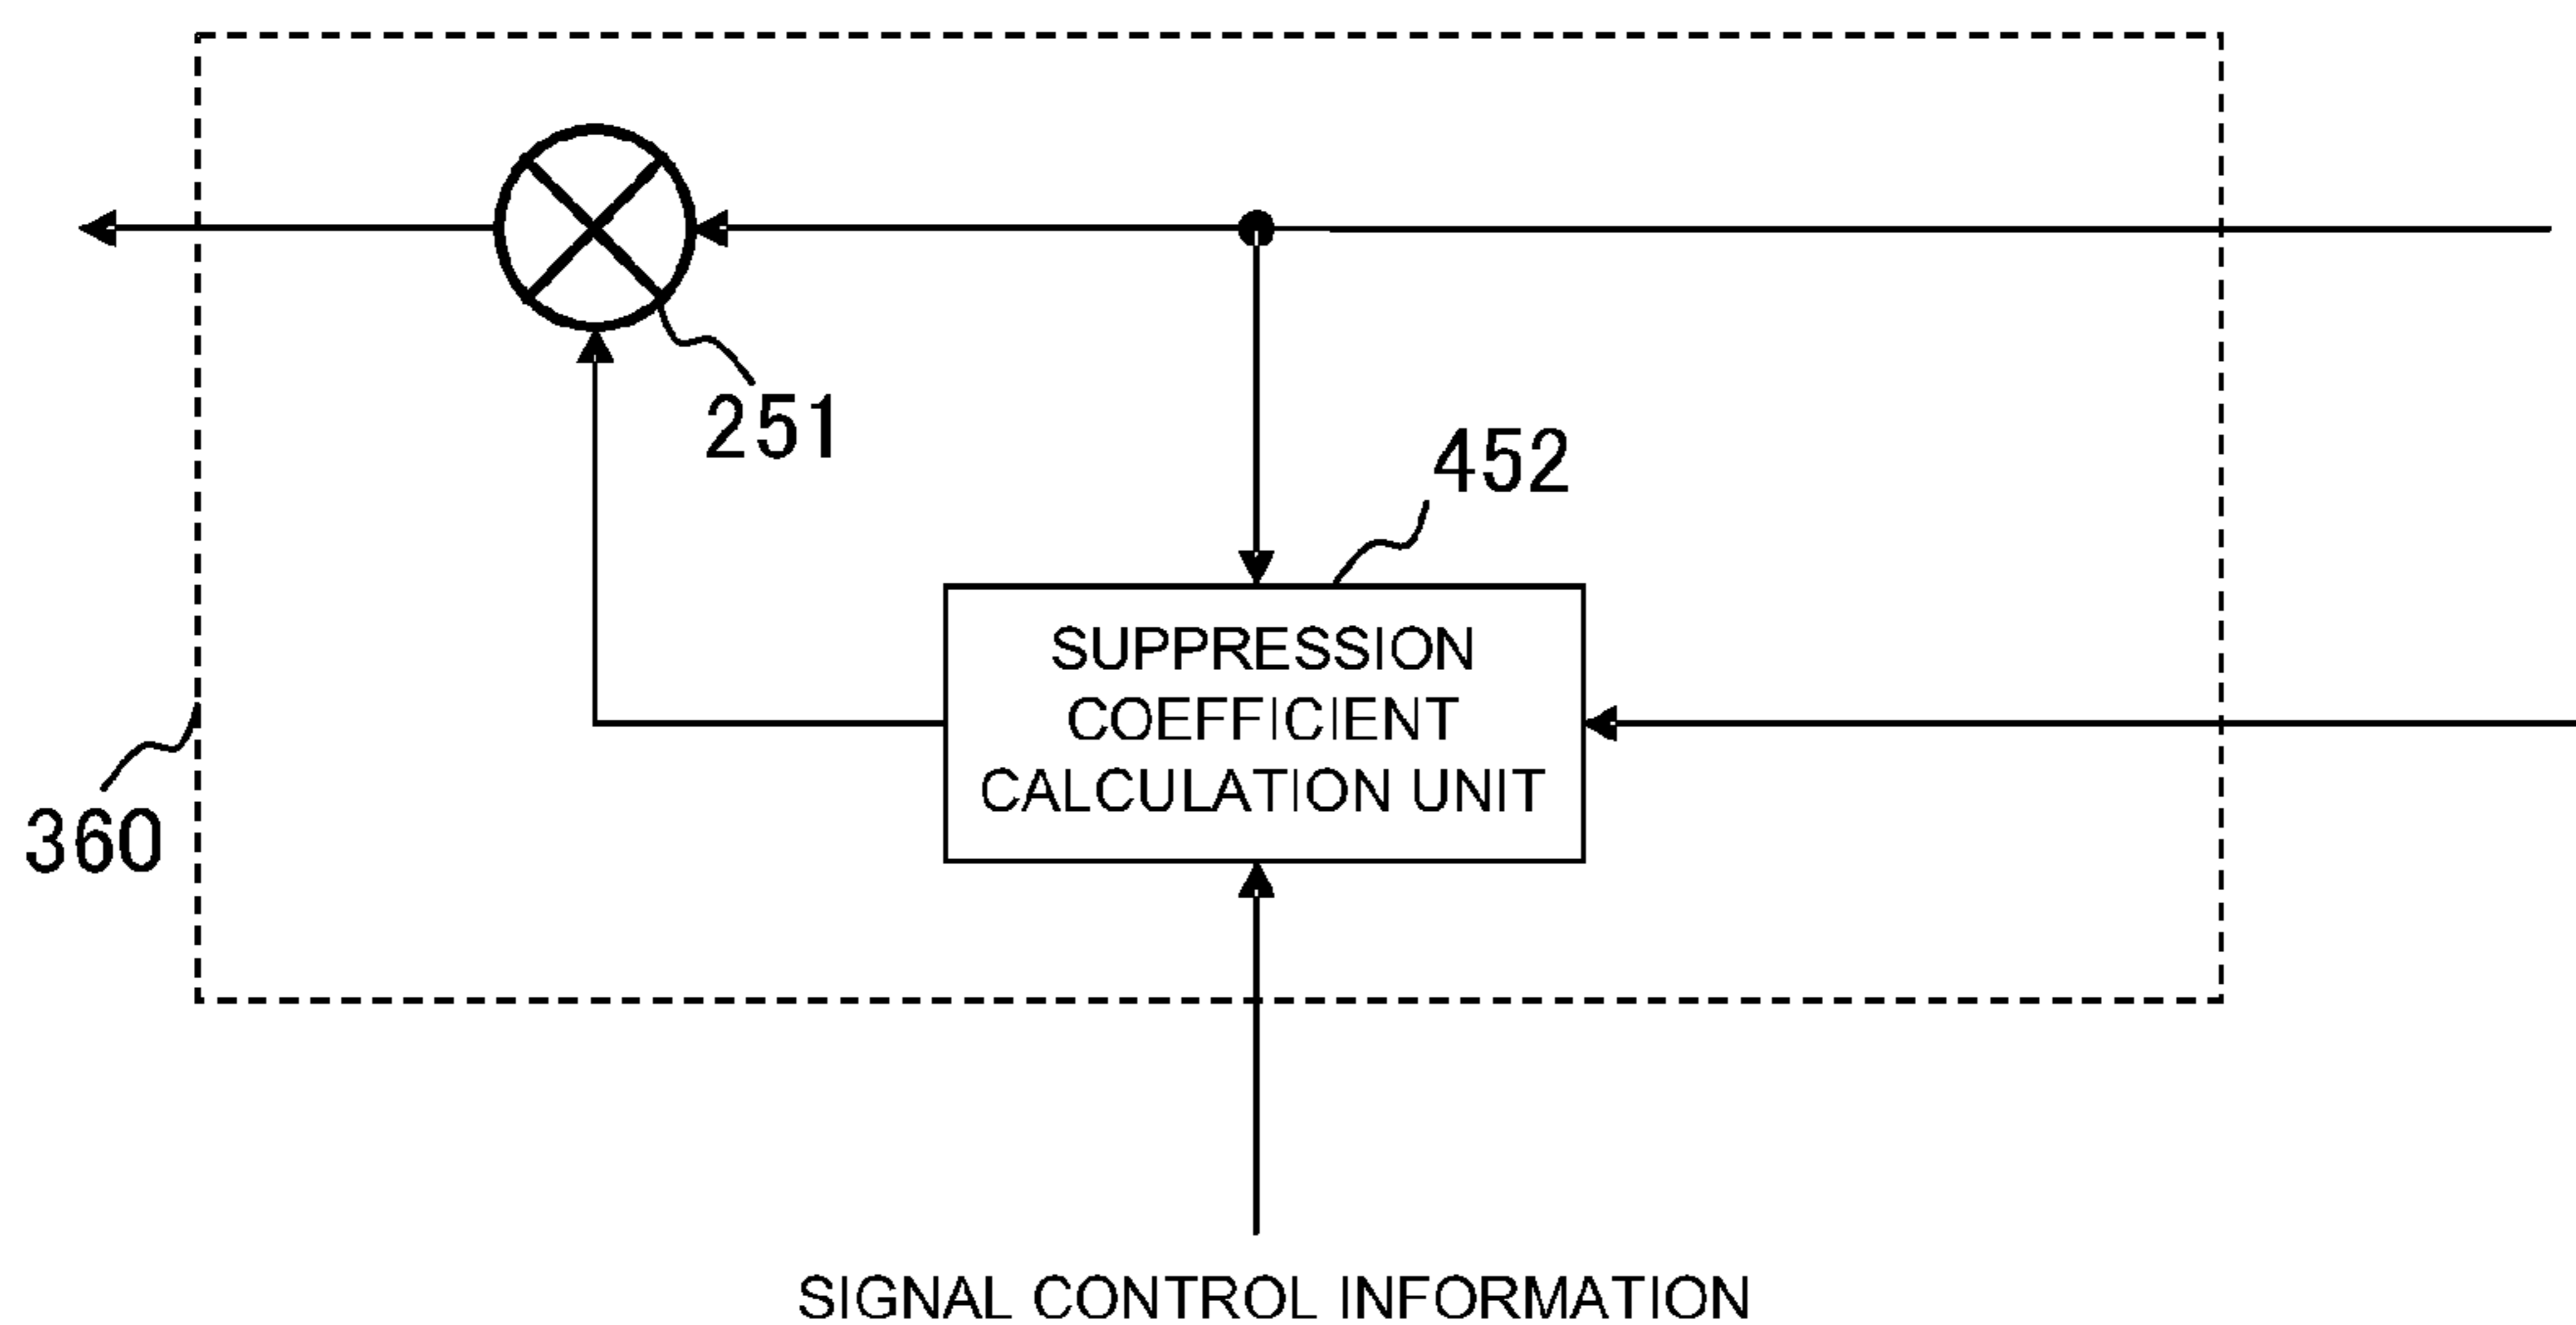 251
452
SUPPRESSION
COEFFICIENT
CALCULATION UNIT
360
SIGNAL CONTROL INFORMATION